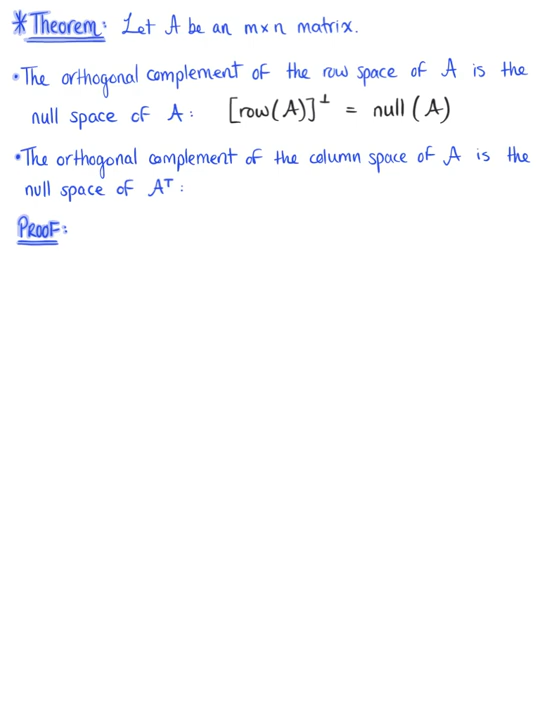 *Theorem: Let A be an m×n matrix.
•The orthogonal complement of the row space of A is the
null space of A: [row(A)]⊥ = null(A)
•The orthogonal complement of the column space of A is the
null space of Aᵀ:
PROOF: